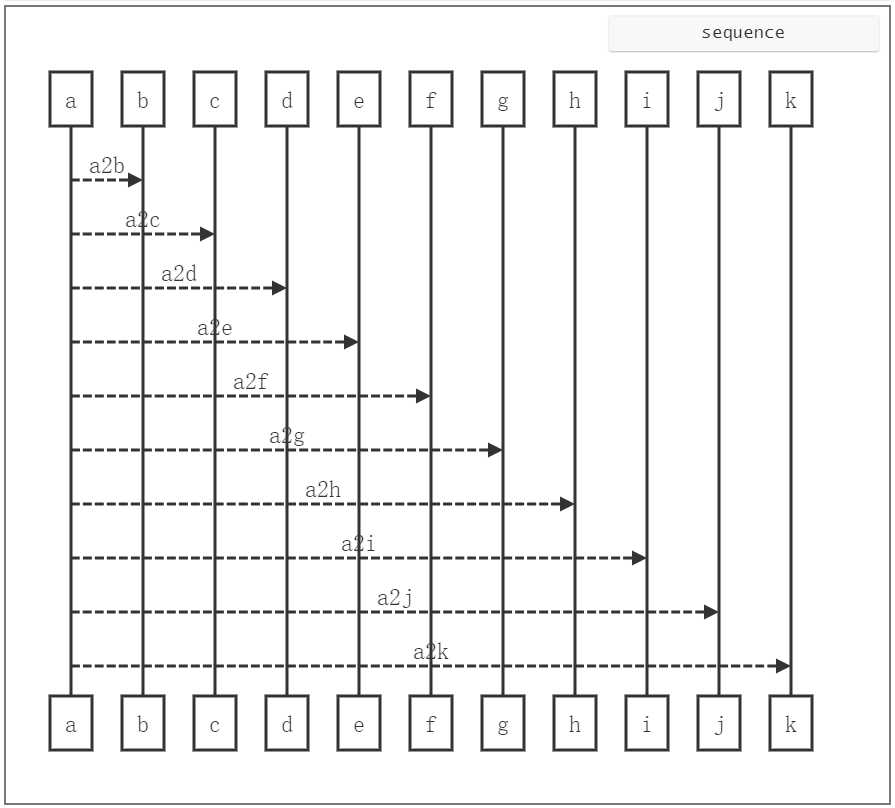 sequence
a b c d e f g h i j k
a2b
a2c
a2d
a2e
a2f
a2g
a2h
a2i
a2j
a2k
a b c d e f g h i j k